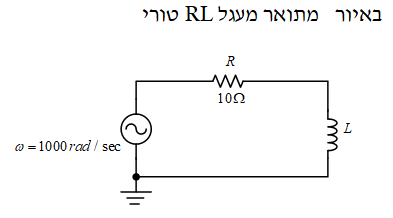 באיור מתואר מעגל RL טורי
R
10Ω
L
ω = 1000 rad / sec